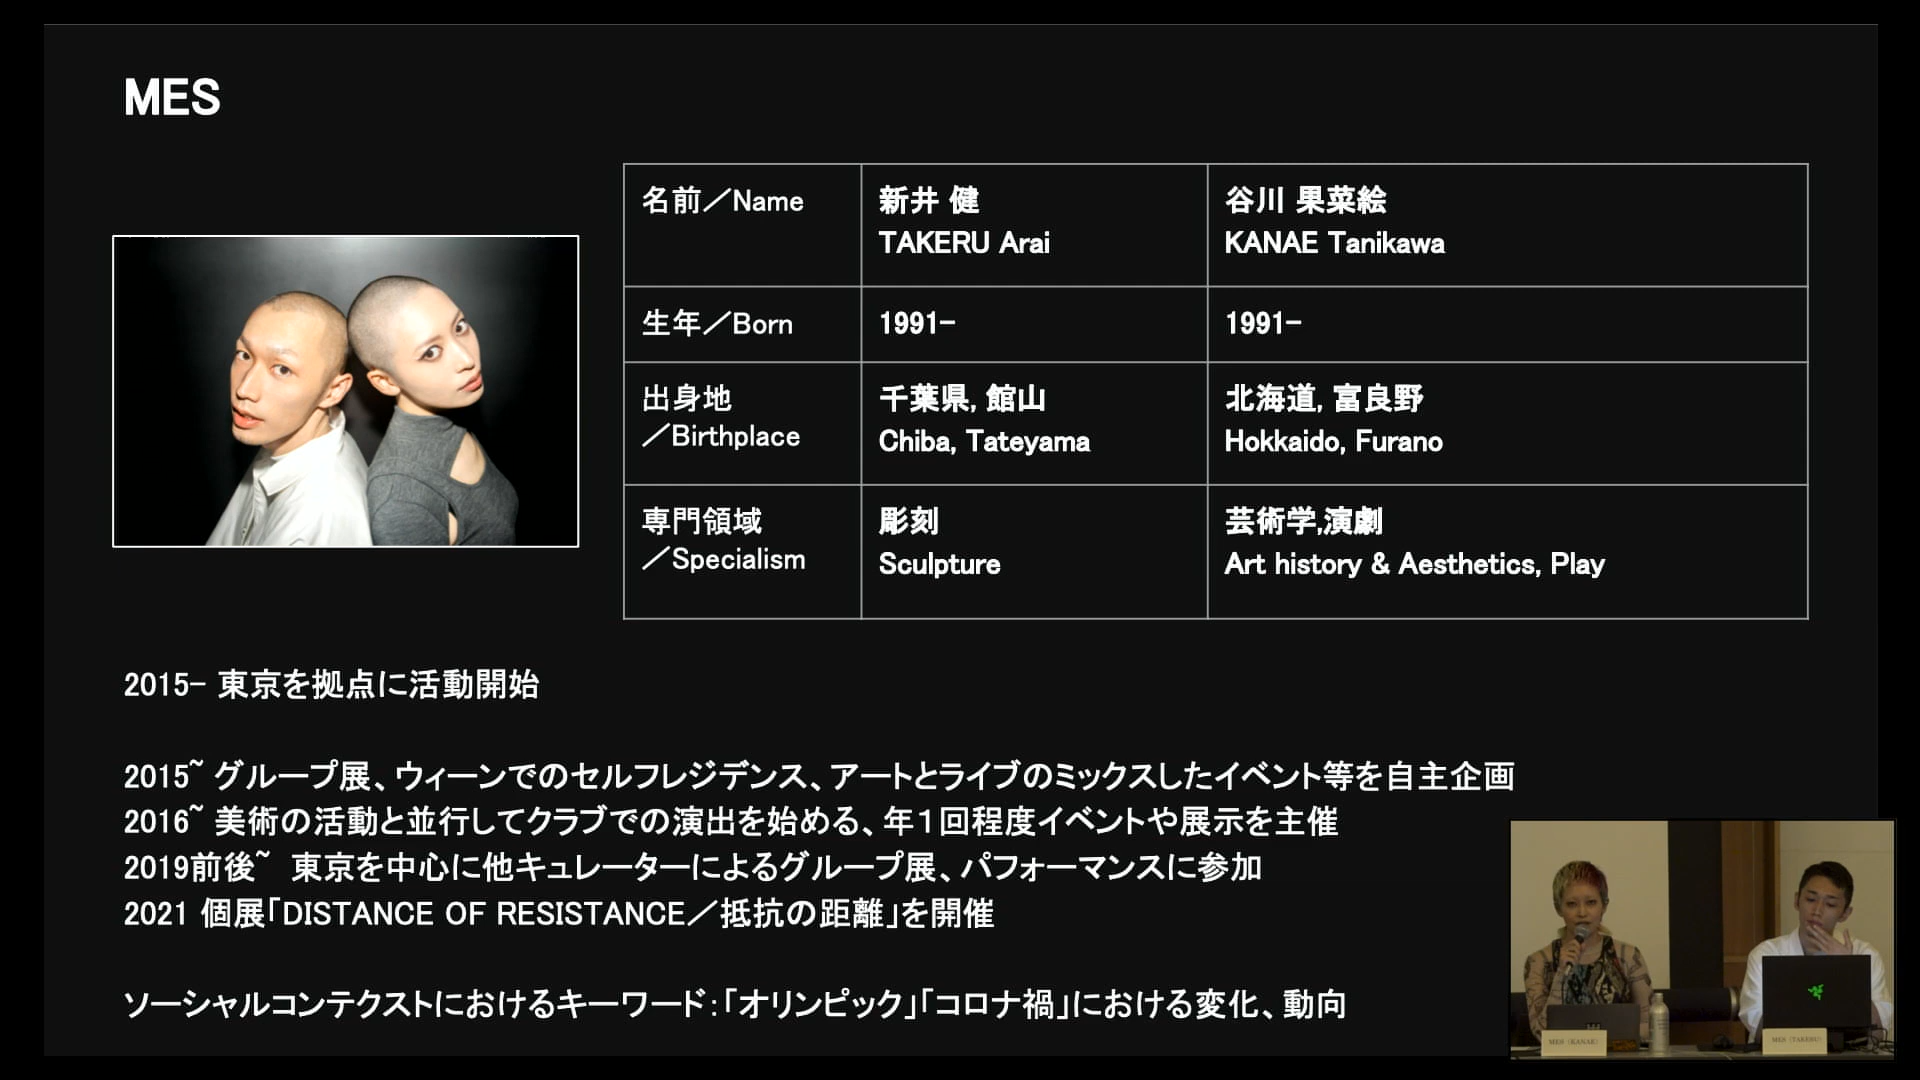 MES
名前／Name
新井 健
TAKERU Arai
谷川 果菜絵
KANAE Tanikawa
生年／Born
1991-
1991-
出身地
／Birthplace
千葉県, 館山
Chiba, Tateyama
北海道, 富良野
Hokkaido, Furano
専門領域
／Specialism
彫刻
Sculpture
芸術学,演劇
Art history & Aesthetics, Play
2015- 東京を拠点に活動開始
2015~ グループ展、ウィーンでのセルフレジデンス、アートとライブのミックスしたイベント等を自主企画
2016~ 美術の活動と並行してクラブでの演出を始める、年１回程度イベントや展示を主催
2019前後~ 東京を中心に他キュレーターによるグループ展、パフォーマンスに参加
2021 個展「DISTANCE OF RESISTANCE／抵抗の距離」を開催
ソーシャルコンテクストにおけるキーワード：「オリンピック」「コロナ禍」における変化、動向
MES (KANAE)
MES (TAKERU)